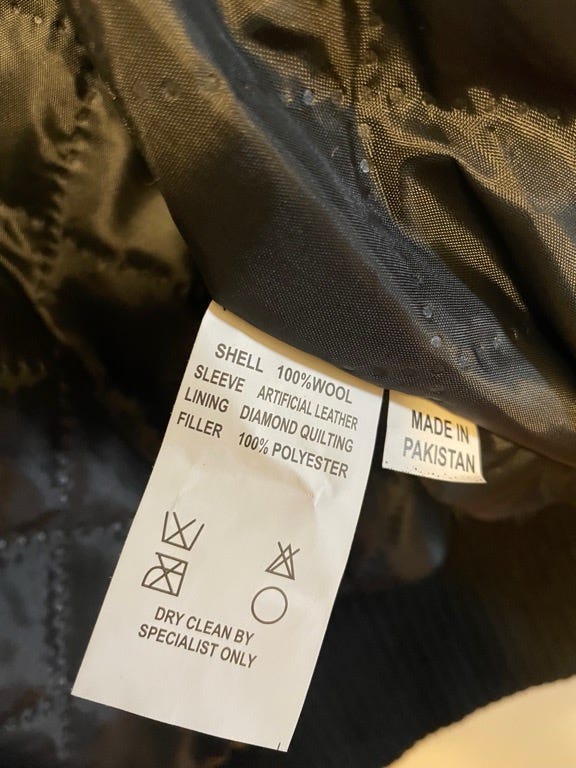 SHELL 100%WOOL
SLEEVE ARTIFICIAL LEATHER
LINING DIAMOND QUILTING
FILLER 100% POLYESTER
DRY CLEAN BY
SPECIALIST ONLY
MADE IN
PAKISTAN